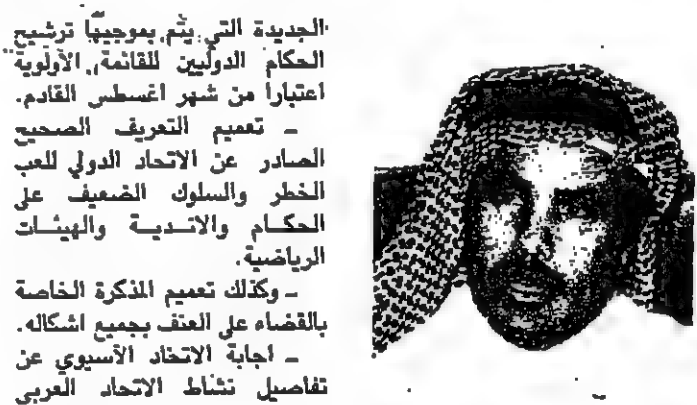 الجديدة التي يتم بموجبها ترشيح
الحكام الدوليين للقائمة الأولوية
اعتبارا من شهر اغسطس القادم.
ـ تعميم التعريف الصحيح
الصادر عن الاتحاد الدولي للعب
الخطر والسلوك الضعيف على
الحكام والانديـة والهيئات
الرياضية.
ـ وكذلك تعميم المذكرة الخاصة
بالقضاء على العنف بجميع اشكاله.
ـ اجابة الاتحاد الآسيوي عن
تفاصيل نشاط الاتحاد العربي